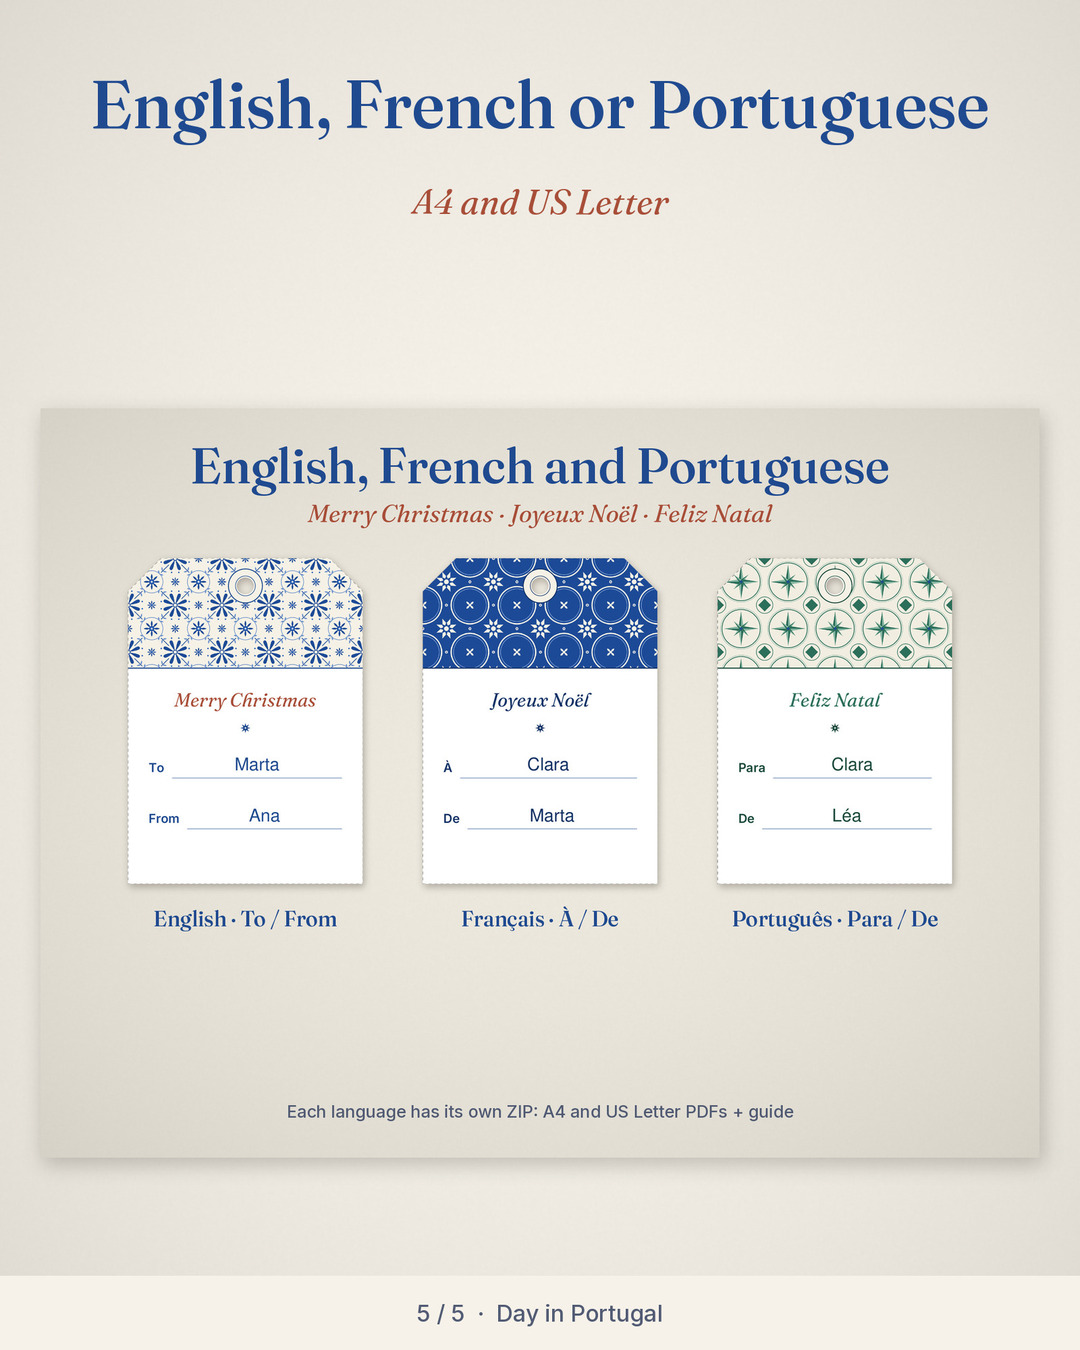 English, French or Portuguese
A4 and US Letter
English, French and Portuguese
Merry Christmas · Joyeux Noël · Feliz Natal
Merry Christmas
To Marta
From Ana
English · To / From
Joyeux Noël
À Clara
De Marta
Français · À / De
Feliz Natal
Para Clara
De Léa
Português · Para / De
Each language has its own ZIP: A4 and US Letter PDFs + guide
5 / 5 · Day in Portugal